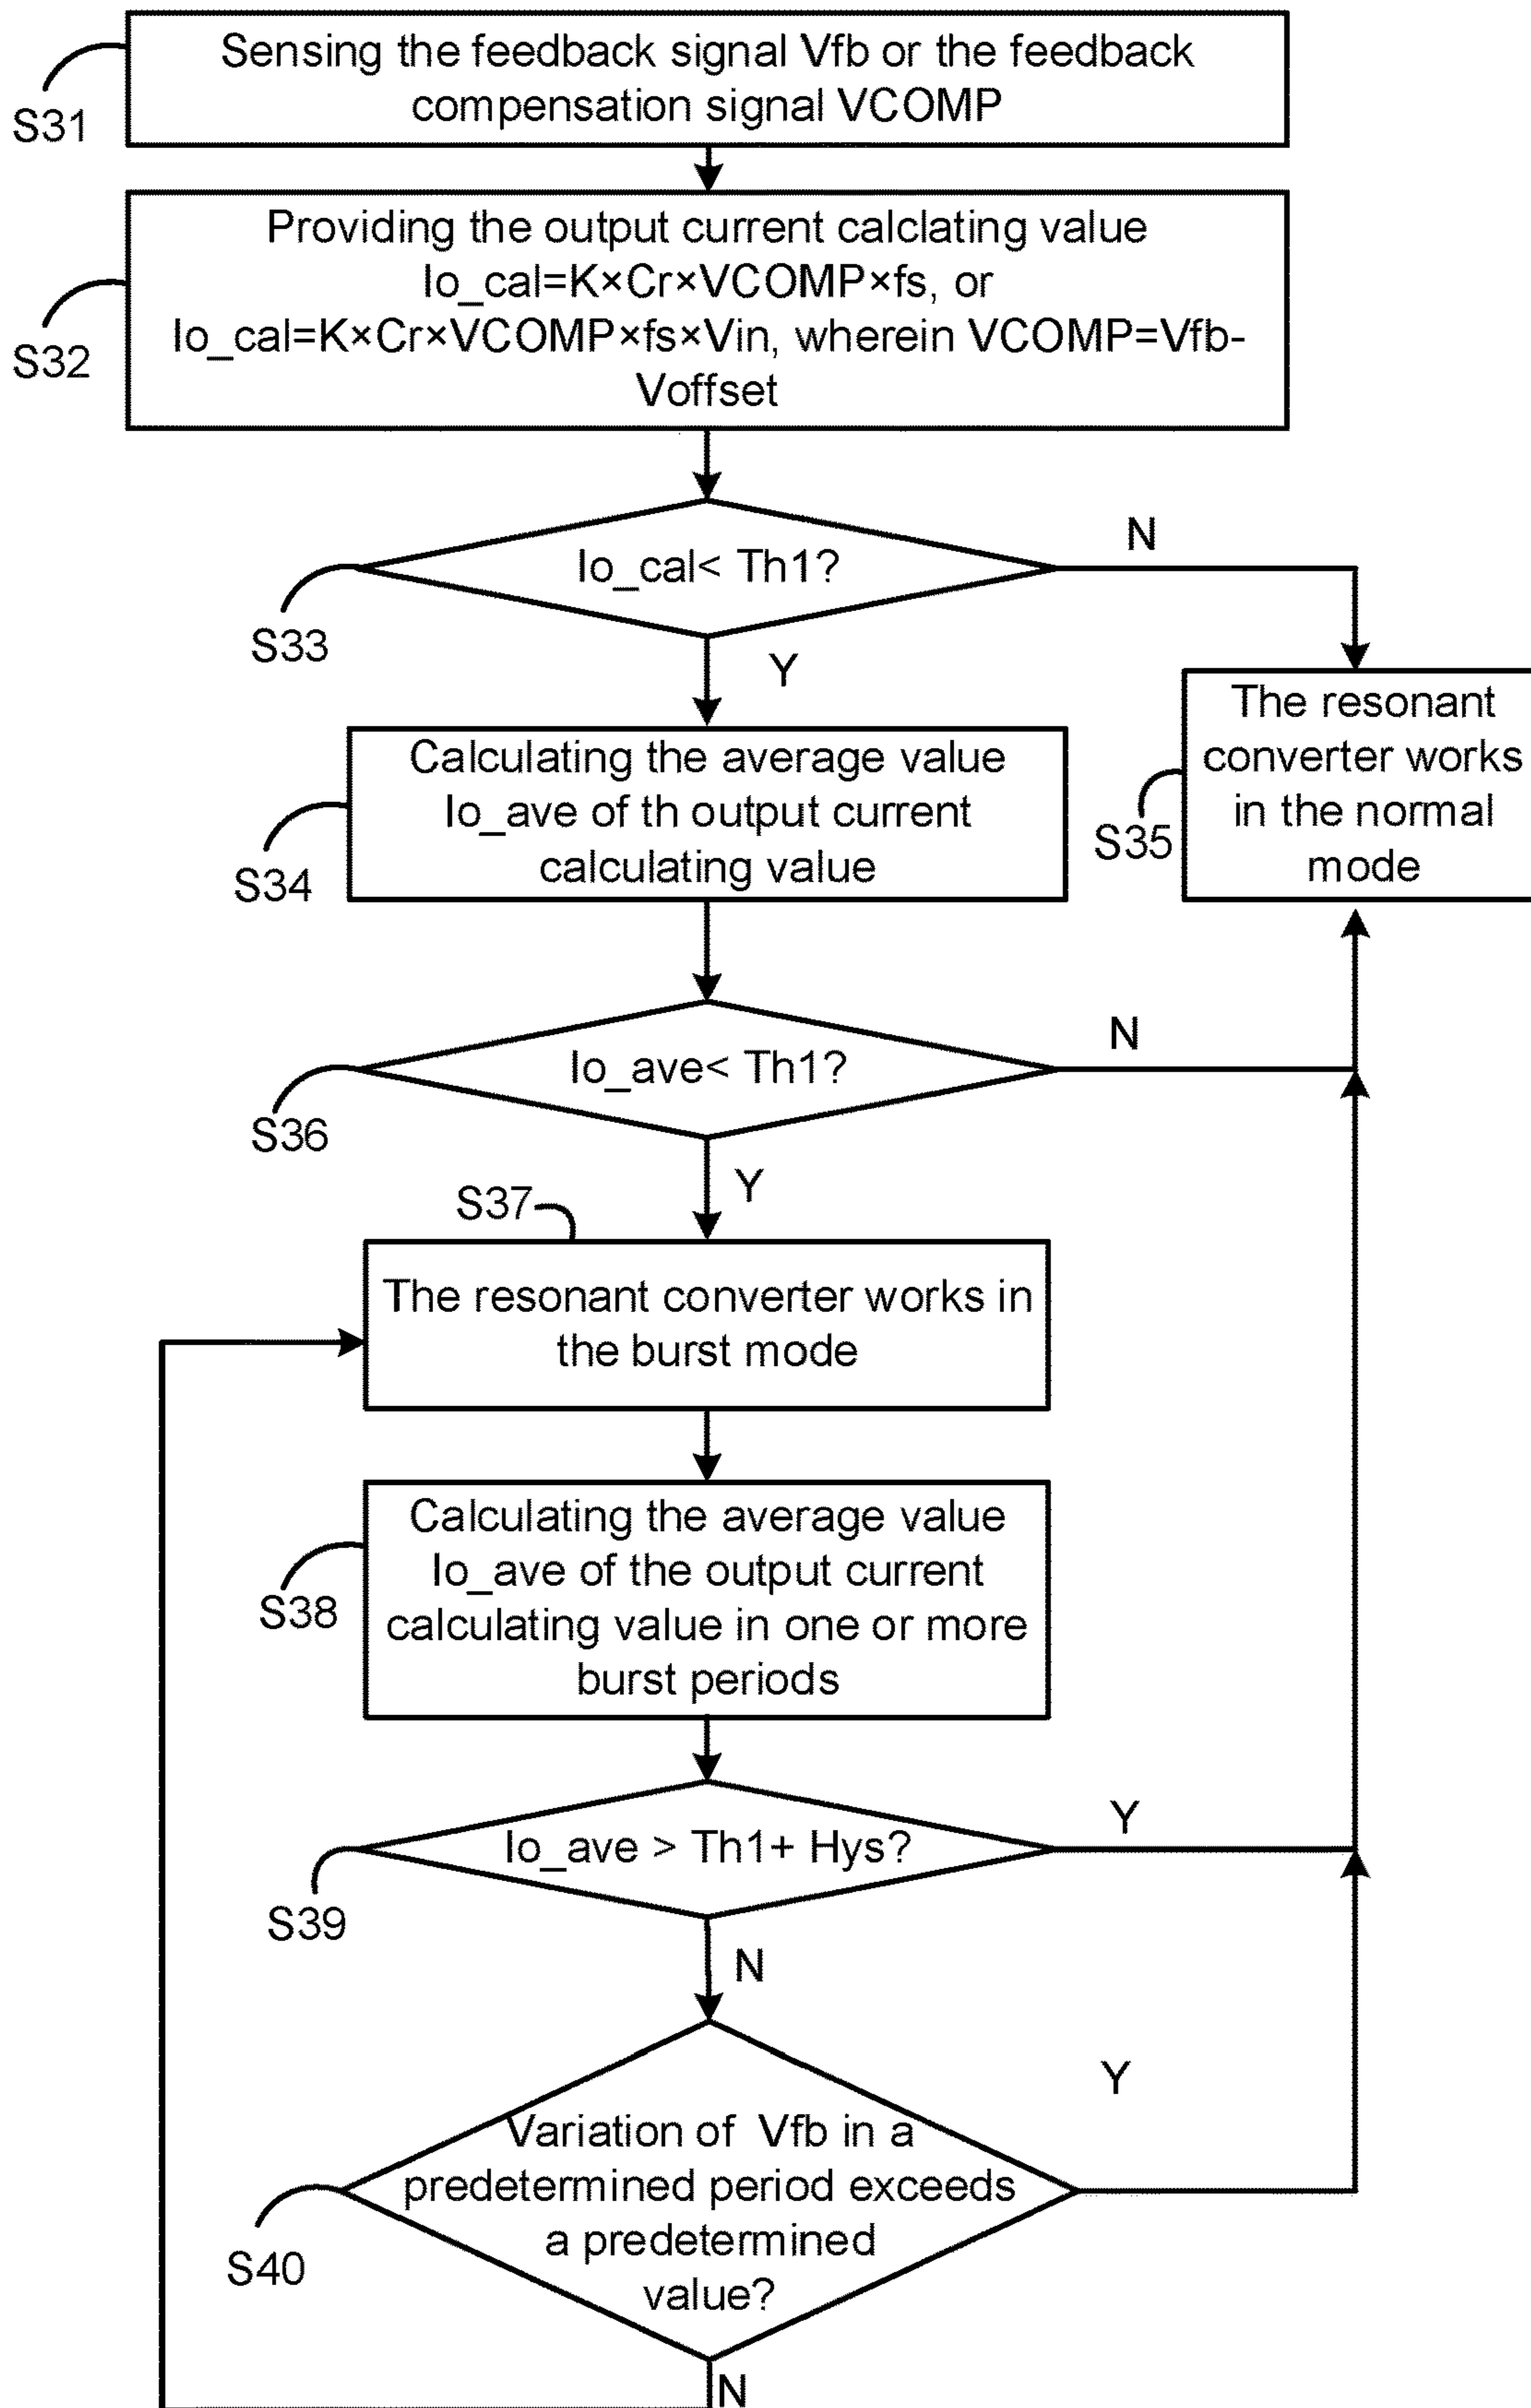 Sensing the feedback signal Vfb or the feedback
compensation signal VCOMP
S31
Providing the output current calclating value
Io_cal=K×Cr×VCOMP×fs, or
Io_cal=K×Cr×VCOMP×fs×Vin, wherein VCOMP=Vfb-
Voffset
S32
Io_cal< Th1?
N
S33
Y
Calculating the average value
Io_ave of th output current
calculating value
S34
The resonant
converter works
in the normal
mode
S35
Io_ave< Th1?
N
S36
Y
S37
The resonant converter works in
the burst mode
Calculating the average value
Io_ave of the output current
calculating value in one or more
burst periods
S38
Io_ave > Th1+ Hys?
Y
S39
N
Y
Variation of Vfb in a
predetermined period exceeds
a predetermined
value?
S40
N